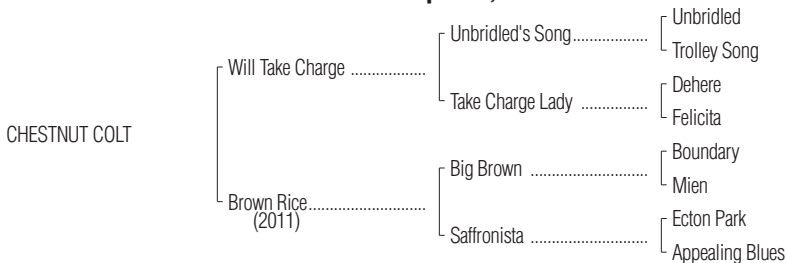 Unbridled
Unbridled's Song..................
Trolley Song
Will Take Charge ..................
Dehere
Take Charge Lady ................
Felicita
CHESTNUT COLT
Boundary
Big Brown ............................
Mien
Brown Rice............................
(2011)
Ecton Park
Saffronista ............................
Appealing Blues